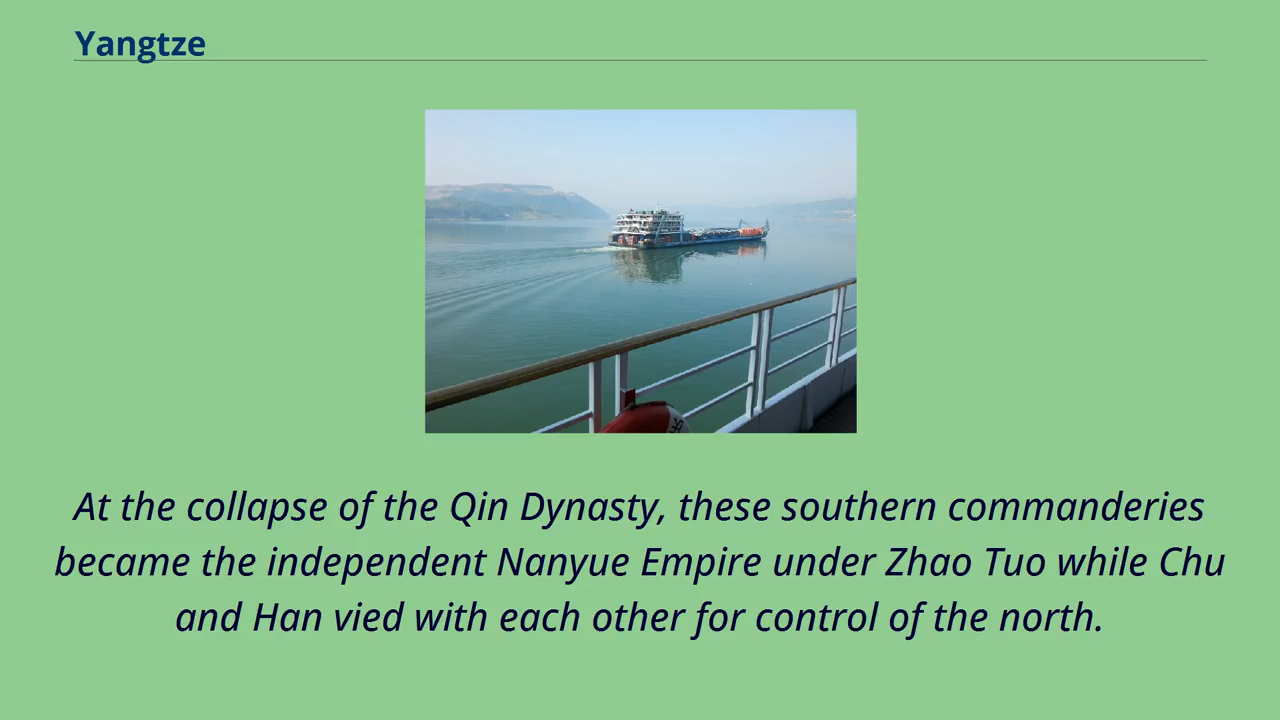 Yangtze
At the collapse of the Qin Dynasty, these southern commanderies
became the independent Nanyue Empire under Zhao Tuo while Chu
and Han vied with each other for control of the north.